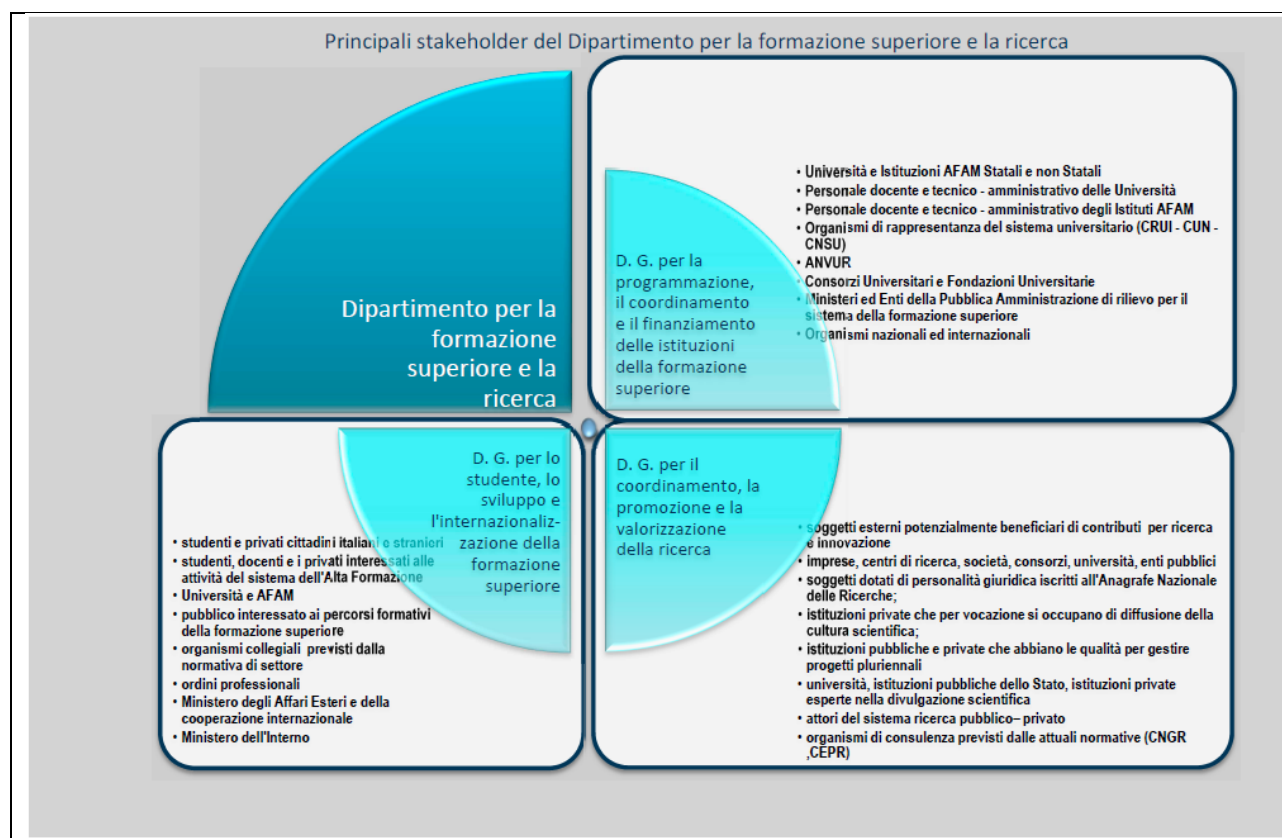 Principali stakeholder del Dipartimento per la formazione superiore e la ricerca
Dipartimento per la
formazione
superiore e la
ricerca
D. G. per la
programmazione,
il coordinamento
e il finanziamento
delle istituzioni
della formazione
superiore
• Università e Istituzioni AFAM Statali e non Statali
• Personale docente e tecnico - amministrativo delle Università
• Personale docente e tecnico - amministrativo degli Istituti AFAM
• Organismi di rappresentanza del sistema universitario (CRUI - CUN -
CNSU)
• ANVUR
• Consorzi Universitari e Fondazioni Universitarie
• Ministeri ed Enti della Pubblica Amministrazione di rilievo per il
sistema della formazione superiore
• Organismi nazionali ed internazionali
D. G. per lo
studente, lo
sviluppo e
l'internazionaliz-
zazione della
formazione
superiore
• studenti e privati cittadini italiani e stranieri
• studenti, docenti e i privati interessati alle
attività del sistema dell'Alta Formazione
• Università e AFAM
• pubblico interessato ai percorsi formativi
della formazione superiore
• organismi collegiali previsti dalla
normativa di settore
• ordini professionali
• Ministero degli Affari Esteri e della
cooperazione internazionale
• Ministero dell'Interno
D. G. per il
coordinamento, la
promozione e la
valorizzazione
della ricerca
• soggetti esterni potenzialmente beneficiari di contributi per ricerca
e innovazione
• imprese, centri di ricerca, società, consorzi, università, enti pubblici
• soggetti dotati di personalità giuridica iscritti all'Anagrafe Nazionale
delle Ricerche;
• istituzioni private che per vocazione si occupano di diffusione della
cultura scientifica;
• istituzioni pubbliche e private che abbiano le qualità per gestire
progetti pluriennali
• università, istituzioni pubbliche dello Stato, istituzioni private
esperte nella divulgazione scientifica
• attori del sistema ricerca pubblico– privato
• organismi di consulenza previsti dalle attuali normative (CNGR
,CEPR)